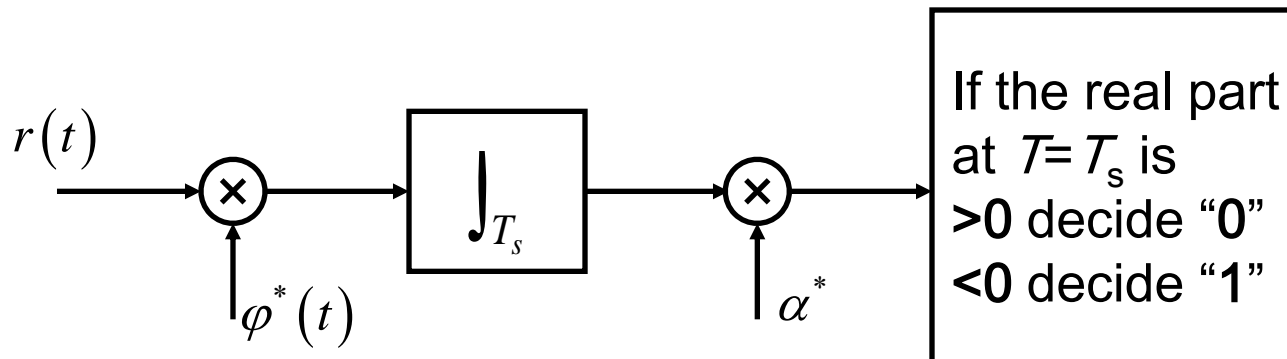 r(t)
×
φ*(t)
∫Ts
×
α*
If the real part
at T=Ts is
>0 decide “0”
<0 decide “1”